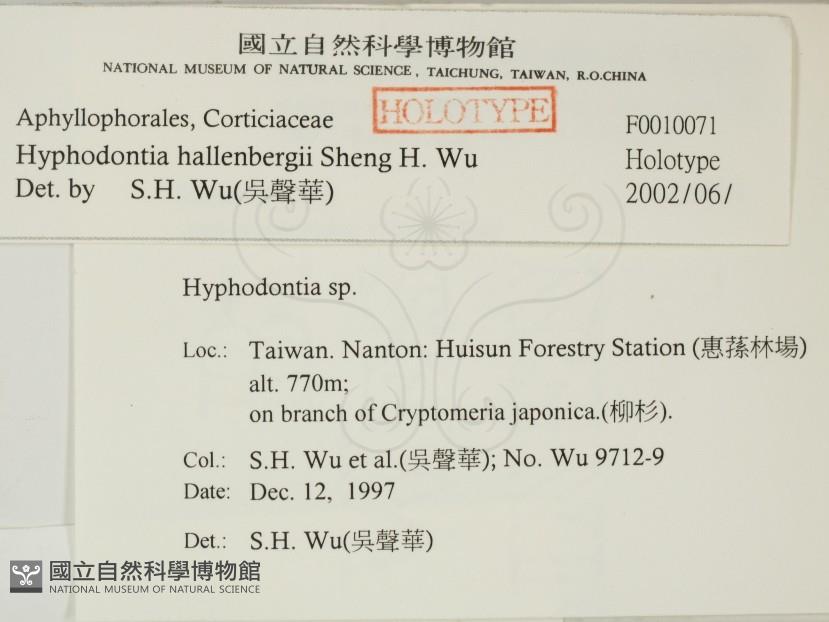 國立自然科學博物館
NATIONAL MUSEUM OF NATURAL SCIENCE, TAICHUNG, TAIWAN, R.O.CHINA
Aphyllophorales, Corticiaceae
HOLOTYPE
F0010071
Hyphodontia hallenbergii Sheng H. Wu
Holotype
Det. by S.H. Wu(吳聲華)
2002/06/
Hyphodontia sp.
Loc.: Taiwan. Nanton: Huisun Forestry Station (惠蓀林場)
alt. 770m;
on branch of Cryptomeria japonica.(柳杉).
Col.: S.H. Wu et al.(吳聲華); No. Wu 9712-9
Date: Dec. 12, 1997
Det.: S.H. Wu(吳聲華)
國立自然科學博物館
NATIONAL MUSEUM OF NATURAL SCIENCE